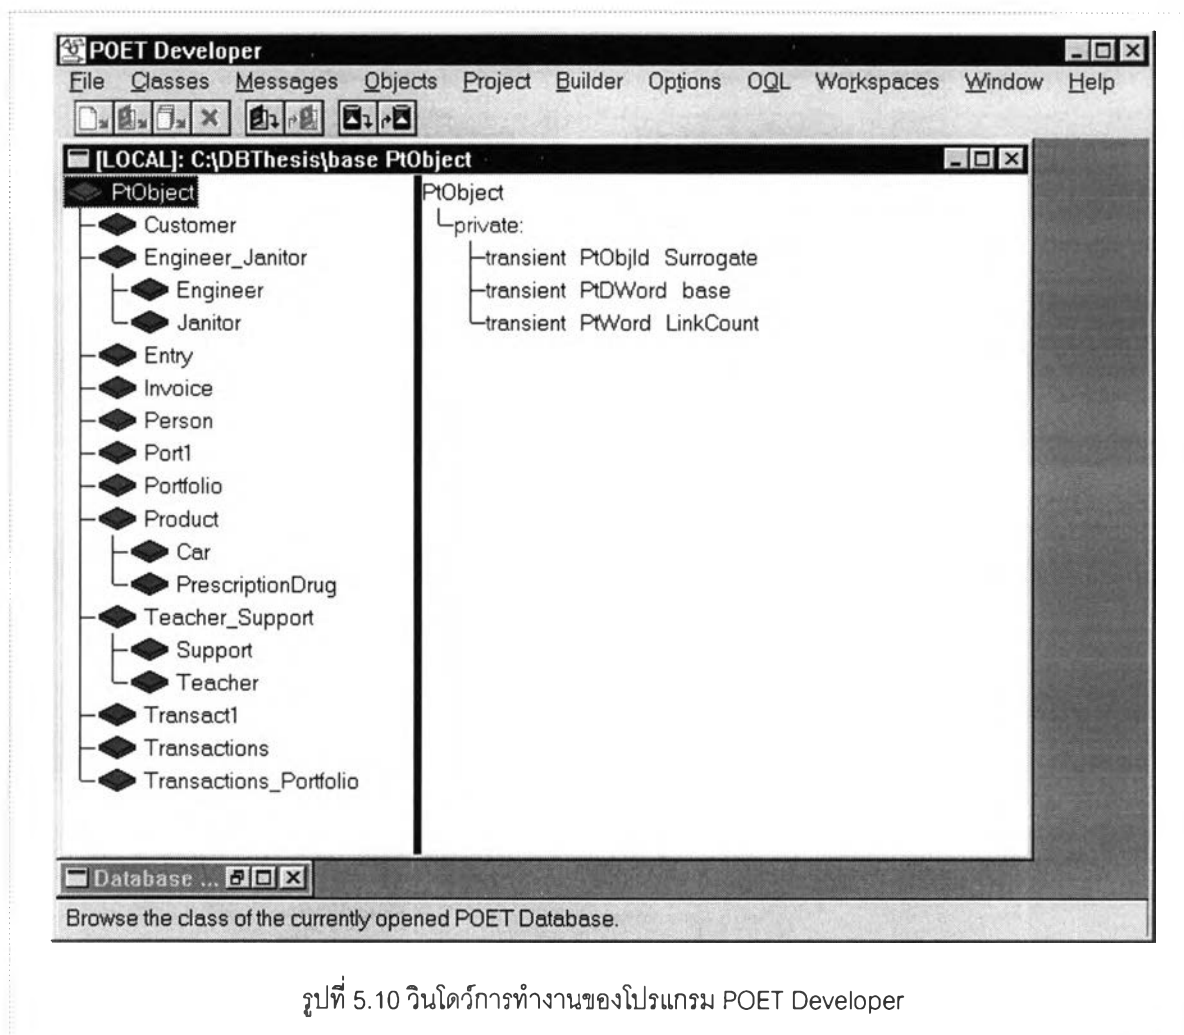 POET Developer
File Classes Messages Objects Project Builder Options OQL Workspaces Window Help
[LOCAL]: C:\DBThesis\base PtObject
PtObject
Customer
Engineer_Janitor
Engineer
Janitor
Entry
Invoice
Person
Port1
Portfolio
Product
Car
PrescriptionDrug
Teacher_Support
Support
Teacher
Transact1
Transactions
Transactions_Portfolio
PtObject
private:
transient PtObjId Surrogate
transient PtDWord base
transient PtWord LinkCount
Database ...
Browse the class of the currently opened POET Database.
รูปที่ 5.10 วินโดว์การทำงานของโปรแกรม POET Developer